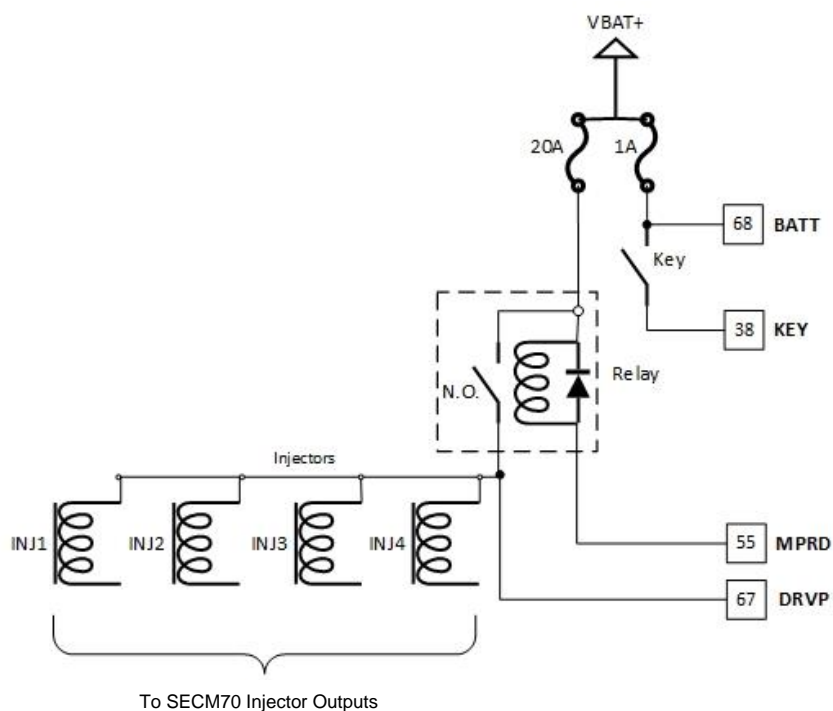 VBAT+
20A
1A
68 BATT
Key
38 KEY
N.O.
Relay
Injectors
INJ1
INJ2
INJ3
INJ4
55 MPRD
67 DRVP
To SECM70 Injector Outputs